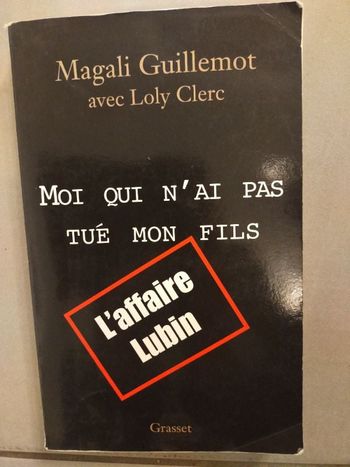 Magali Guillemot
avec Loly Clerc
MOI QUI N'AI PAS
TUÉ MON FILS
L'affaire
Lubin
Grasset